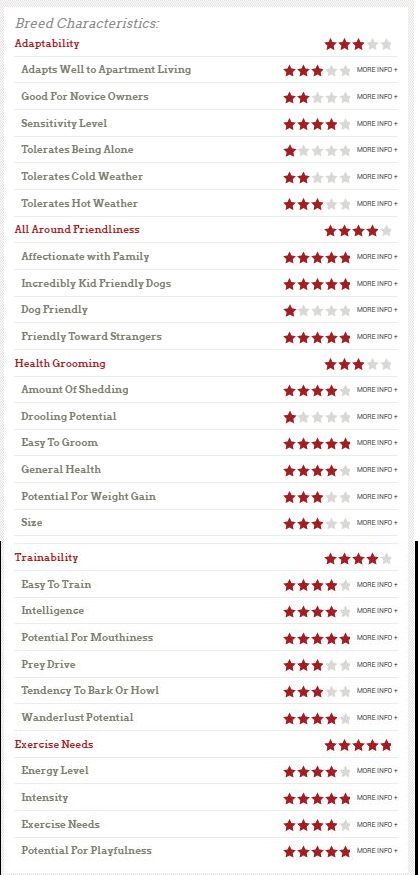 Breed Characteristics:
Adaptability
Adapts Well to Apartment Living MORE INFO +
Good For Novice Owners MORE INFO +
Sensitivity Level MORE INFO +
Tolerates Being Alone MORE INFO +
Tolerates Cold Weather MORE INFO +
Tolerates Hot Weather MORE INFO +
All Around Friendliness
Affectionate with Family MORE INFO +
Incredibly Kid Friendly Dogs MORE INFO +
Dog Friendly MORE INFO +
Friendly Toward Strangers MORE INFO +
Health Grooming
Amount Of Shedding MORE INFO +
Drooling Potential MORE INFO +
Easy To Groom MORE INFO +
General Health MORE INFO +
Potential For Weight Gain MORE INFO +
Size MORE INFO +
Trainability
Easy To Train MORE INFO +
Intelligence MORE INFO +
Potential For Mouthiness MORE INFO +
Prey Drive MORE INFO +
Tendency To Bark Or Howl MORE INFO +
Wanderlust Potential MORE INFO +
Exercise Needs
Energy Level MORE INFO +
Intensity MORE INFO +
Exercise Needs MORE INFO +
Potential For Playfulness MORE INFO +